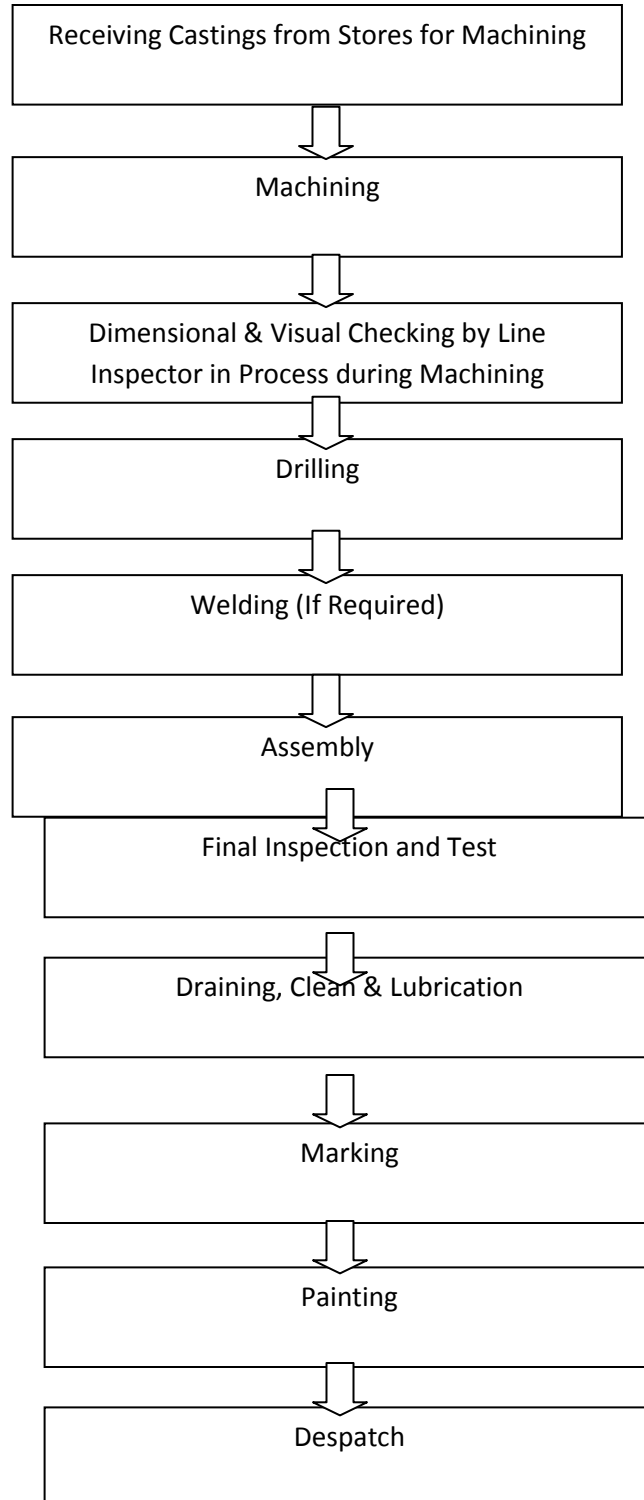 Receiving Castings from Stores for Machining
Machining
Dimensional & Visual Checking by Line
Inspector in Process during Machining
Drilling
Welding (If Required)
Assembly
Final Inspection and Test
Draining, Clean & Lubrication
Marking
Painting
Despatch